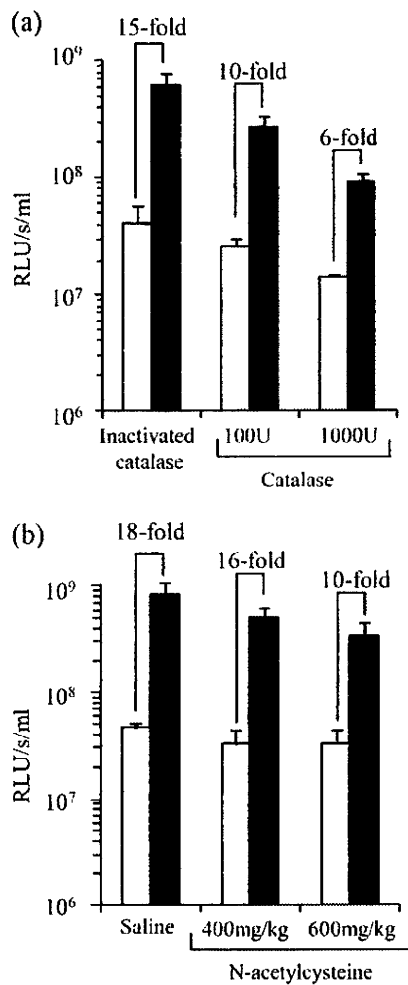 (a)
15-fold
10-fold
6-fold
10⁹
10⁸
10⁷
10⁶
RLU/s/ml
Inactivated
catalase
100U
1000U
Catalase
(b)
18-fold
16-fold
10-fold
10⁹
10⁸
10⁷
10⁶
RLU/s/ml
Saline
400mg/kg
600mg/kg
N-acetylcysteine